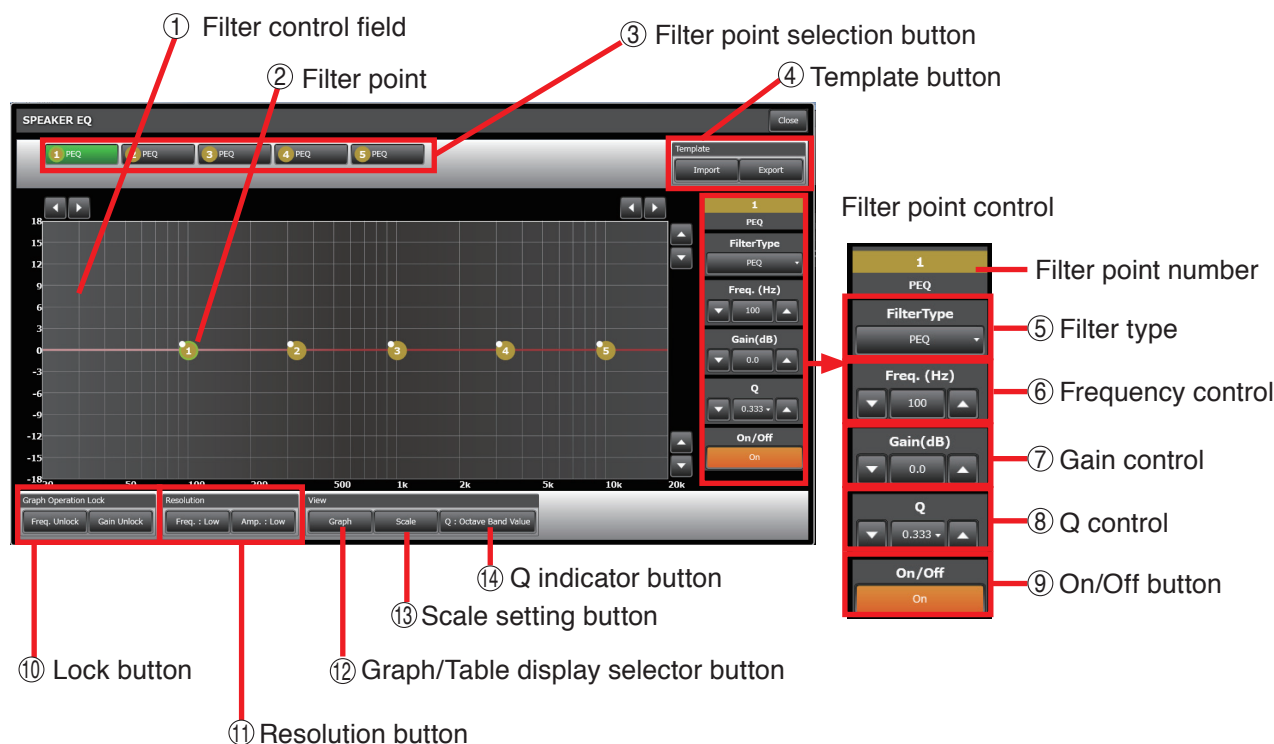 ① Filter control field
③ Filter point selection button
② Filter point
④ Template button
SPEAKER EQ
Close
1 PEQ
2 PEQ
3 PEQ
4 PEQ
5 PEQ
Template
Import
Export
18
15
12
9
6
3
0
-3
-6
-9
-12
-15
-18
1
2
3
4
5
20
50
100
200
500
1k
2k
5k
10k
20k
1
PEQ
FilterType
PEQ
Freq. (Hz)
100
Gain(dB)
0.0
Q
0.333
On/Off
On
Graph Operation Lock
Freq. Unlock
Gain Unlock
Resolution
Freq. : Low
Amp. : Low
View
Graph
Scale
Q : Octave Band Value
Filter point control
1
PEQ
Filter point number
FilterType
PEQ
⑤ Filter type
Freq. (Hz)
100
⑥ Frequency control
Gain(dB)
0.0
⑦ Gain control
Q
0.333
⑧ Q control
On/Off
On
⑨ On/Off button
⑭ Q indicator button
⑬ Scale setting button
⑩ Lock button
⑫ Graph/Table display selector button
⑪ Resolution button